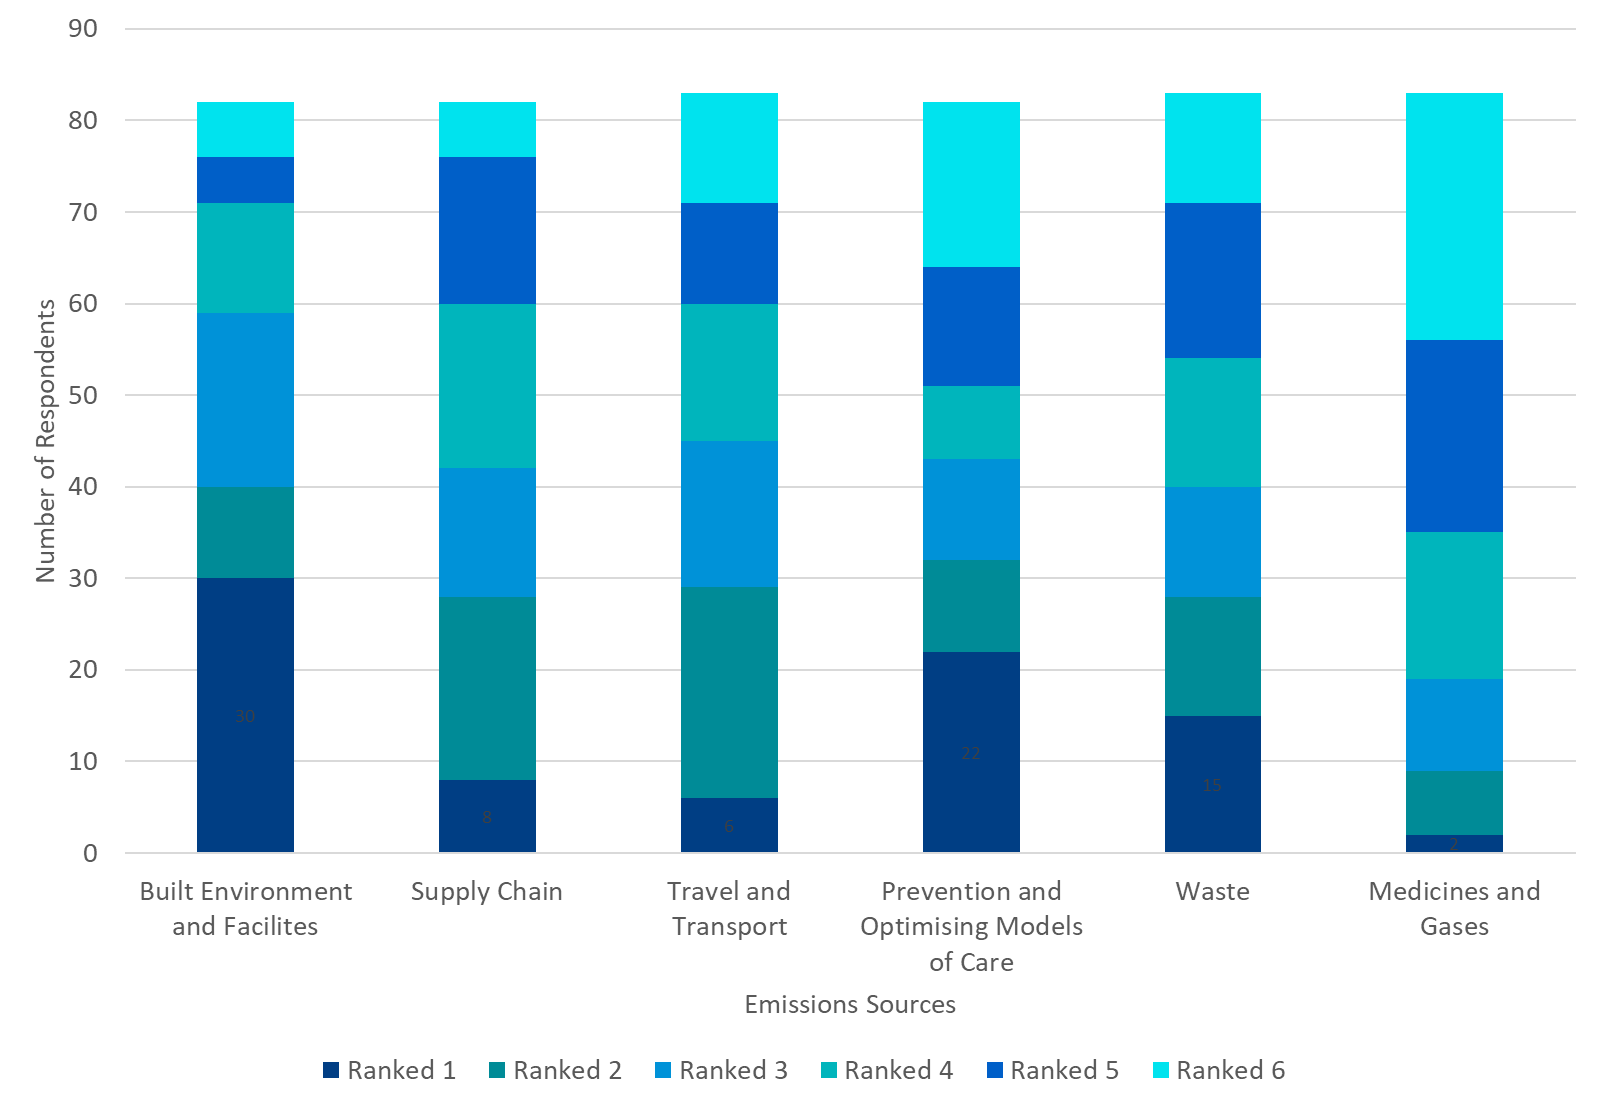 90
80
70
60
50
40
30
20
10
0
Number of Respondents
30
8
6
22
15
2
Built Environment
and Facilites
Supply Chain
Travel and
Transport
Prevention and
Optimising Models
of Care
Waste
Medicines and
Gases
Emissions Sources
Ranked 1
Ranked 2
Ranked 3
Ranked 4
Ranked 5
Ranked 6